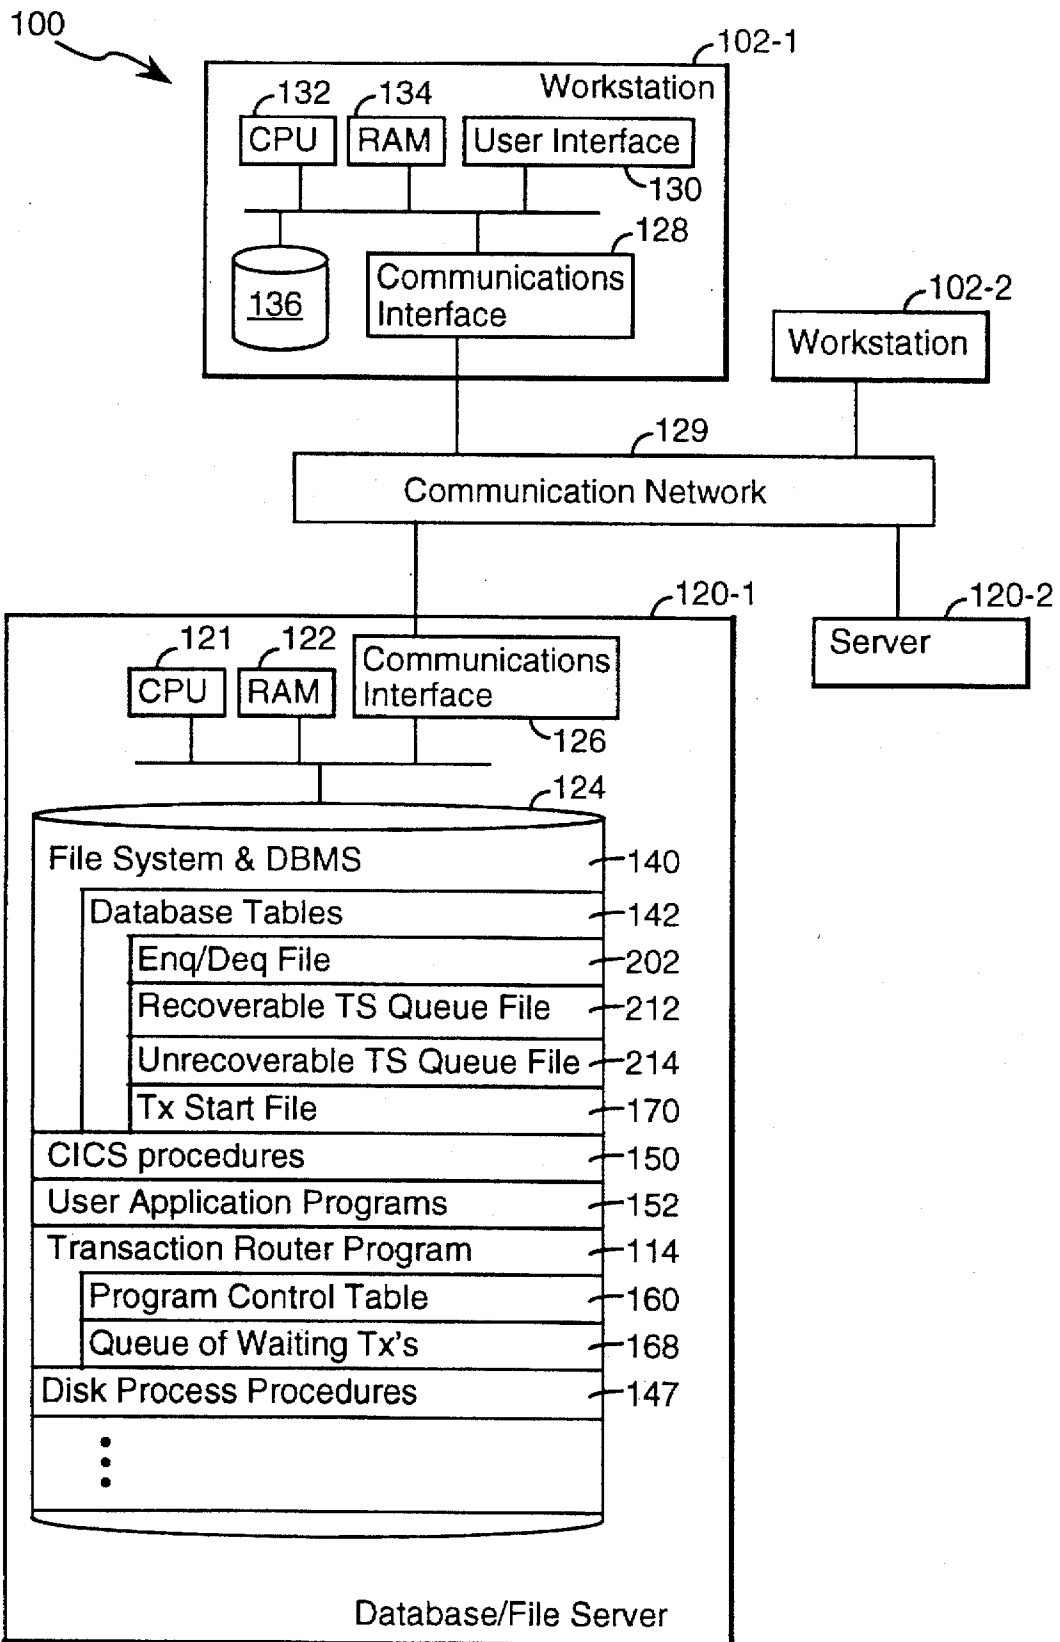 100
102-1
Workstation
132
134
CPU
RAM
User Interface
130
128
136
Communications
Interface
102-2
Workstation
129
Communication Network
120-1
120-2
121
122
Communications
Interface
CPU
RAM
126
Server
124
File System & DBMS
140
Database Tables
142
Enq/Deq File
202
Recoverable TS Queue File
212
Unrecoverable TS Queue File
214
Tx Start File
170
CICS procedures
150
User Application Programs
152
Transaction Router Program
114
Program Control Table
160
Queue of Waiting Tx's
168
Disk Process Procedures
147
Database/File Server